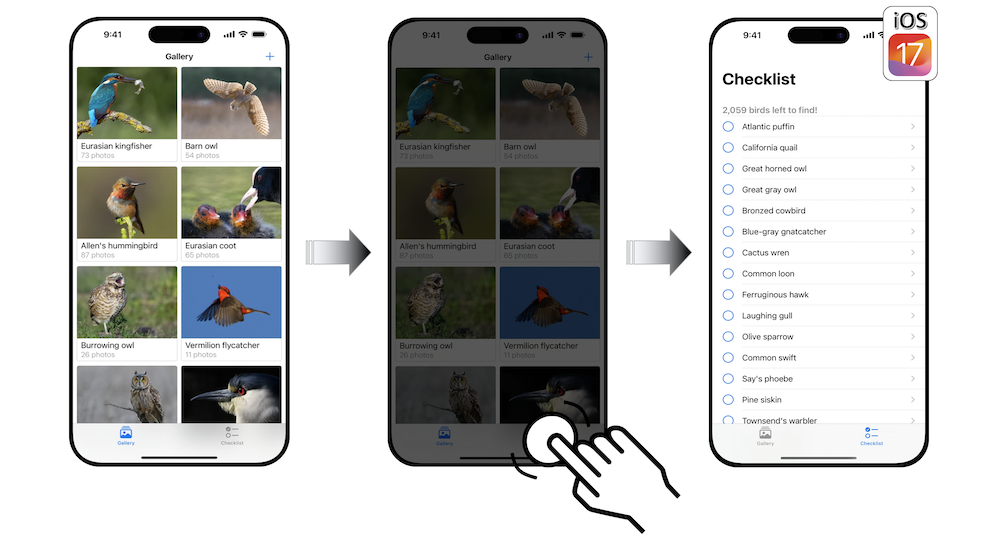 9:41
Gallery
+
Eurasian kingfisher
73 photos
Barn owl
54 photos
Allen's hummingbird
87 photos
Eurasian coot
65 photos
Burrowing owl
26 photos
Vermilion flycatcher
11 photos
Gallery
Checklist
9:41
Gallery
+
Eurasian kingfisher
73 photos
Barn owl
54 photos
Allen's hummingbird
87 photos
Eurasian coot
65 photos
Burrowing owl
26 photos
Vermilion flycatcher
11 photos
Gallery
iOS
17
9:41
Checklist
2,059 birds left to find!
Atlantic puffin
California quail
Great horned owl
Great gray owl
Bronzed cowbird
Blue-gray gnatcatcher
Cactus wren
Common loon
Ferruginous hawk
Laughing gull
Olive sparrow
Common swift
Say's phoebe
Pine siskin
Townsend's warbler
Gallery
Checklist